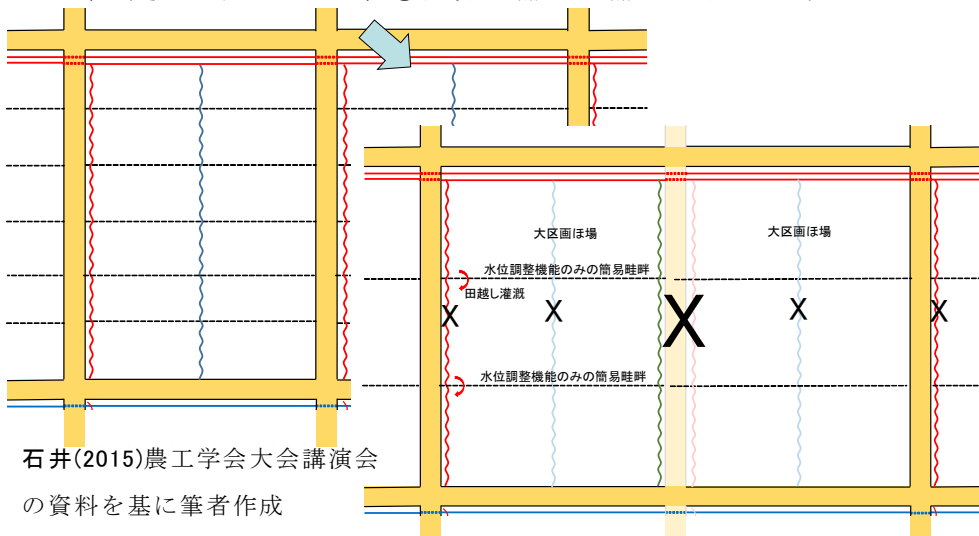 大区画ほ場
大区画ほ場
水位調整機能のみの簡易畦畔
田越し灌漑
X
X
X
X
X
水位調整機能のみの簡易畦畔
石井(2015)農工学会大会講演会
の資料を基に筆者作成